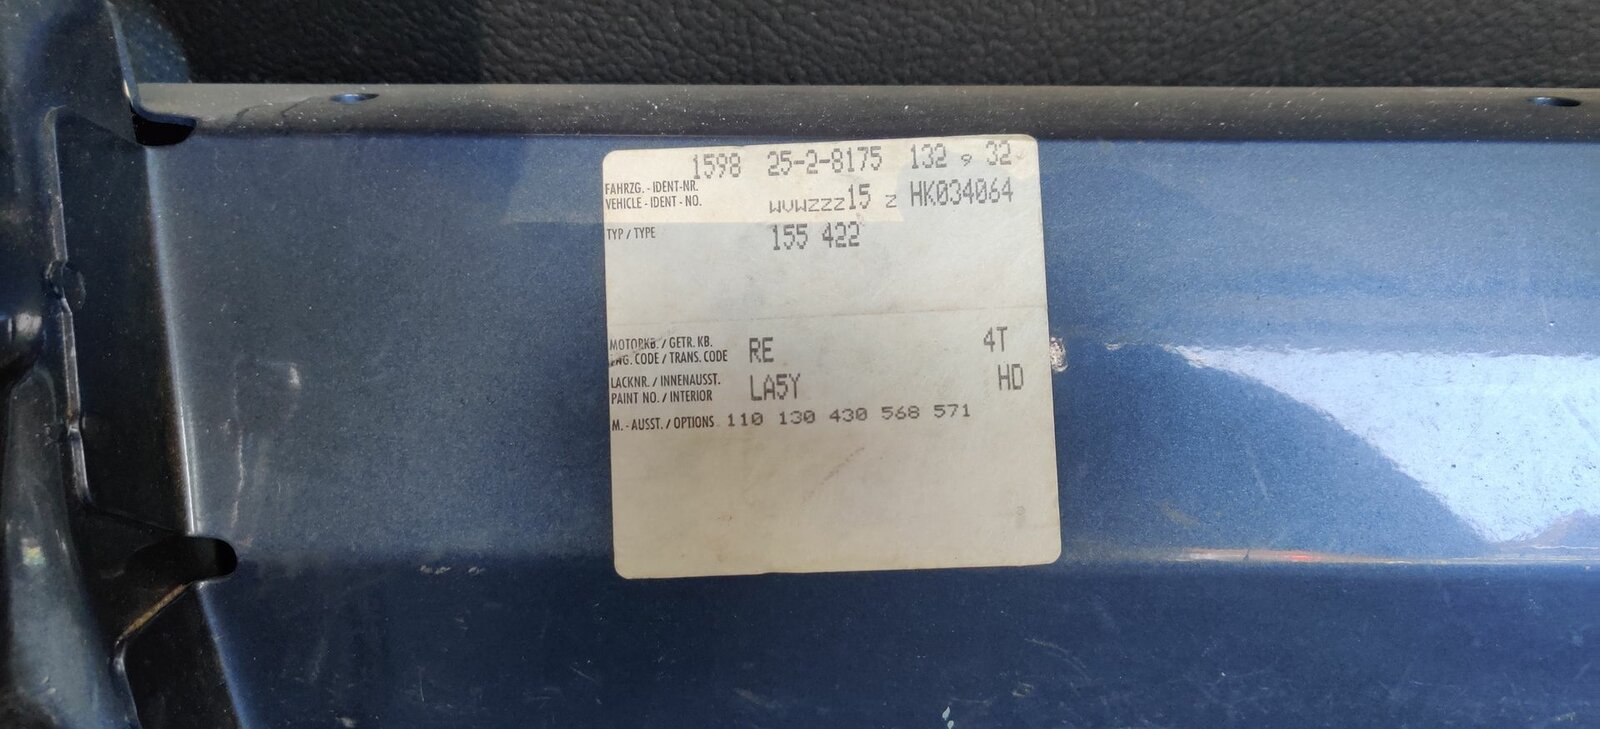 1598 25-2-8175 132 9 32
FAHRZG. - IDENT-NR.
VEHICLE - IDENT - NO.
WVWZZZ15 Z HK034064
TYP / TYPE 155 422
MOTORKB. / GETR. KB.
ENG. CODE / TRANS. CODE
RE 4T
LACKNR. / INNENAUSST.
PAINT NO. / INTERIOR
LA5Y HD
M. - AUSST. / OPTIONS 110 130 430 568 571